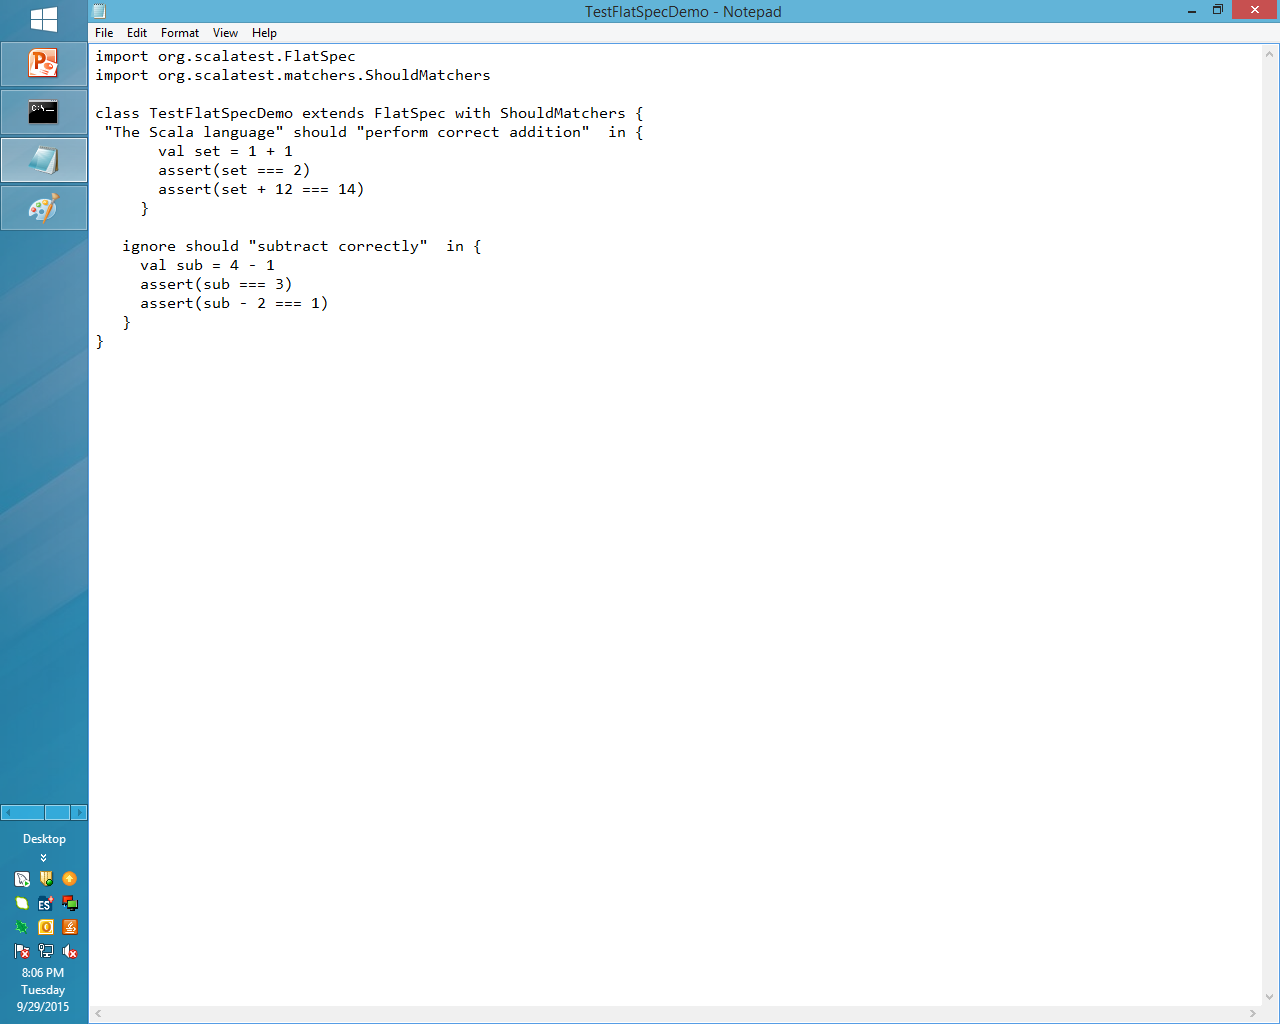 TestFlatSpecDemo - Notepad
File Edit Format View Help
import org.scalatest.FlatSpec
import org.scalatest.matchers.ShouldMatchers
class TestFlatSpecDemo extends FlatSpec with ShouldMatchers {
"The Scala language" should "perform correct addition"  in {
val set = 1 + 1
assert(set === 2)
assert(set + 12 === 14)
}
ignore should "subtract correctly"  in {
val sub = 4 - 1
assert(sub === 3)
assert(sub - 2 === 1)
}
}
Desktop
ES
8:06 PM
Tuesday
9/29/2015